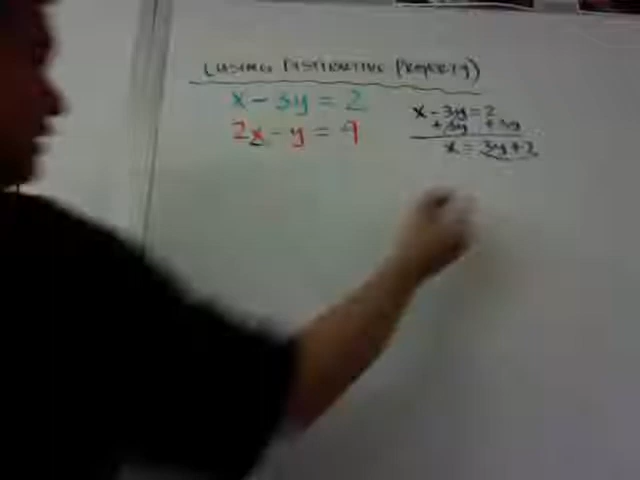 (USING DISTRIBUTIVE PROPERTY)
x - 3y = 2
2x - y = 9
x - 3y = 2
+3y +3y
x = 3y + 2